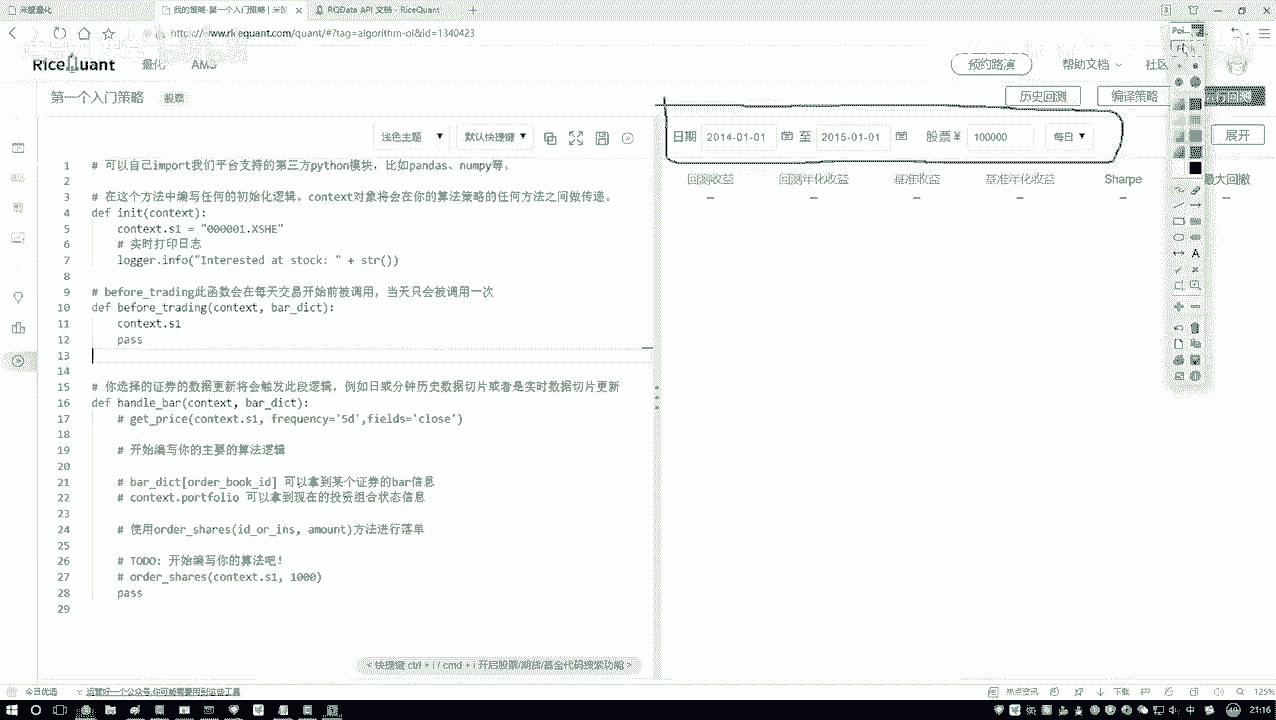 米筐量化
我的策略-第一个入门策略 | 米筐
RQData API 文档 - RiceQuant
https://www.ricequant.com/quant/#?tag=algorithm-oi&id=1340423
RiceQuant
量化
AMS
预约路演
帮助文档
社区
第一个入门策略
股票
历史回测
编译策略
浅色主题
默认快捷键
日期 2014-01-01 至 2015-01-01 股票 ¥ 100000 每日
展开
回测收益 回测年化收益 基准收益 基准年化收益 Sharpe 最大回撤
-- -- -- -- -- --
1 # 可以自己import我们平台支持的第三方python模块，比如pandas、numpy等。
2
3 # 在这个方法中编写任何的初始化逻辑。context对象将会在你的算法策略的任何方法之间做传递。
4 def init(context):
5 context.s1 = "000001.XSHE"
6 # 实时打印日志
7 logger.info("Interested at stock: " + str())
8
9 # before_trading此函数会在每天交易开始前被调用，当天只会被调用一次
10 def before_trading(context, bar_dict):
11 context.s1
12 pass
13
14
15 # 你选择的证券的数据更新将会触发此段逻辑，例如日或分钟历史数据切片或者是实时数据切片更新
16 def handle_bar(context, bar_dict):
17 # get_price(context.s1, frequency='5d',fields='close')
18
19 # 开始编写你的主要的算法逻辑
20
21 # bar_dict[order_book_id] 可以拿到某个证券的bar信息
22 # context.portfolio 可以拿到现在的投资组合状态信息
23
24 # 使用order_shares(id_or_ins, amount)方法进行落单
25
26 # TODO: 开始编写你的算法吧！
27 # order_shares(context.s1, 1000)
28 pass
29
< 快捷键 ctrl + i / cmd + i 开启股票/期货/基金代码搜索功能 >
今日优选
热点资讯
下载
125%
中
21:16